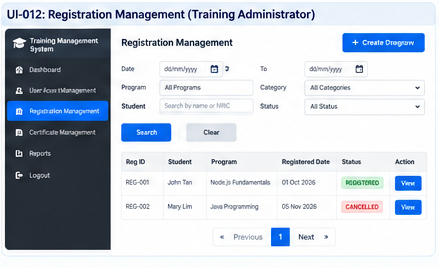 UI-012: Registration Management (Training Administrator)
Training Management System
Dashboard
User Account Management
Registration Management
Certificate Management
Reports
Logout
Registration Management
+ Create Program
Date dd/mm/yyyy To dd/mm/yyyy
Program All Programs Category All Categories
Student Search by name or NRIC Status All Status
Search Clear
Reg ID Student Program Registered Date Status Action
REG-001 John Tan Node.js Fundamentals 01 Oct 2026 REGISTERED View
REG-002 Mary Lim Java Programming 05 Nov 2026 CANCELLED View
« Previous 1 Next »